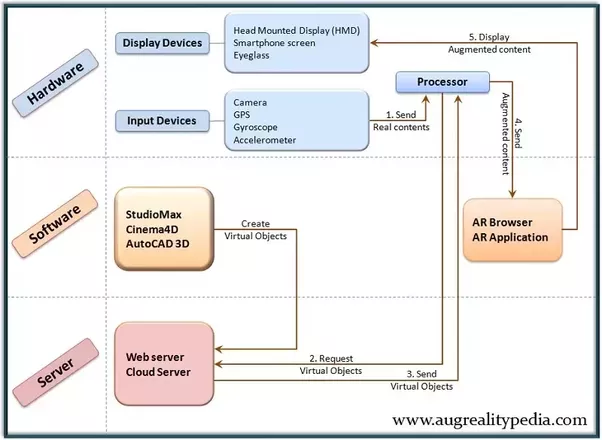 Hardware
Display Devices
Head Mounted Display (HMD)
Smartphone screen
Eyeglass
5. Display
Augmented content
Processor
Input Devices
Camera
GPS
Gyroscope
Accelerometer
1. Send
Real contents
4. Send
Augmented content
Software
StudioMax
Cinema4D
AutoCAD 3D
Create
Virtual Objects
AR Browser
AR Application
Server
Web server
Cloud Server
2. Request
Virtual Objects
3. Send
Virtual Objects
www.augrealitypedia.com